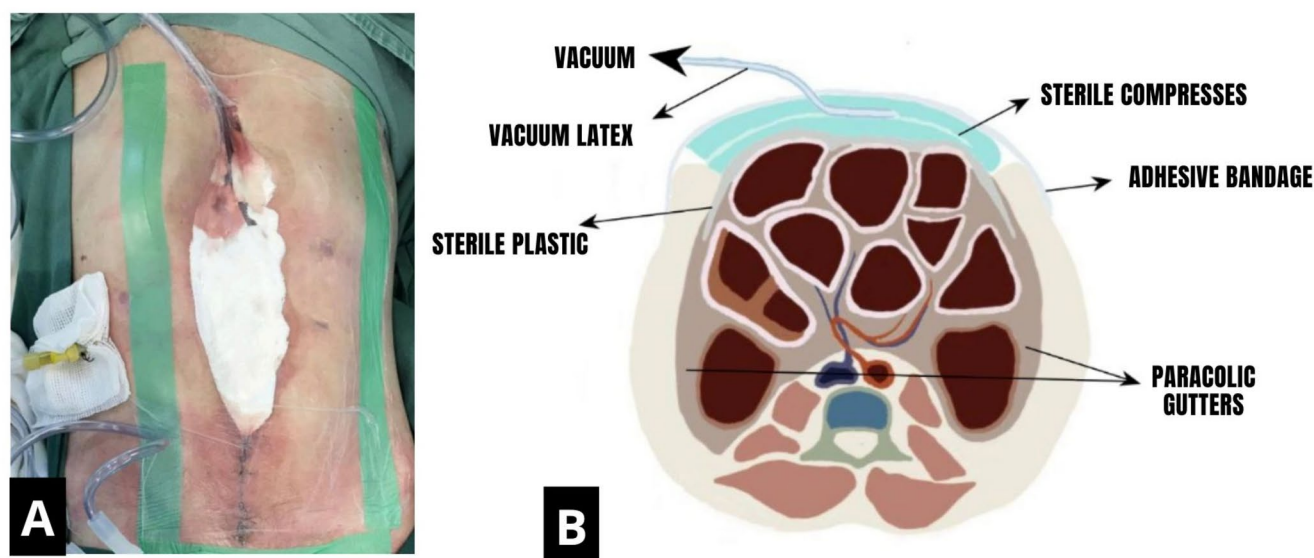 VACUUM
STERILE COMPRESSES
VACUUM LATEX
ADHESIVE BANDAGE
STERILE PLASTIC
PARACOLIC
GUTTERS
A
B